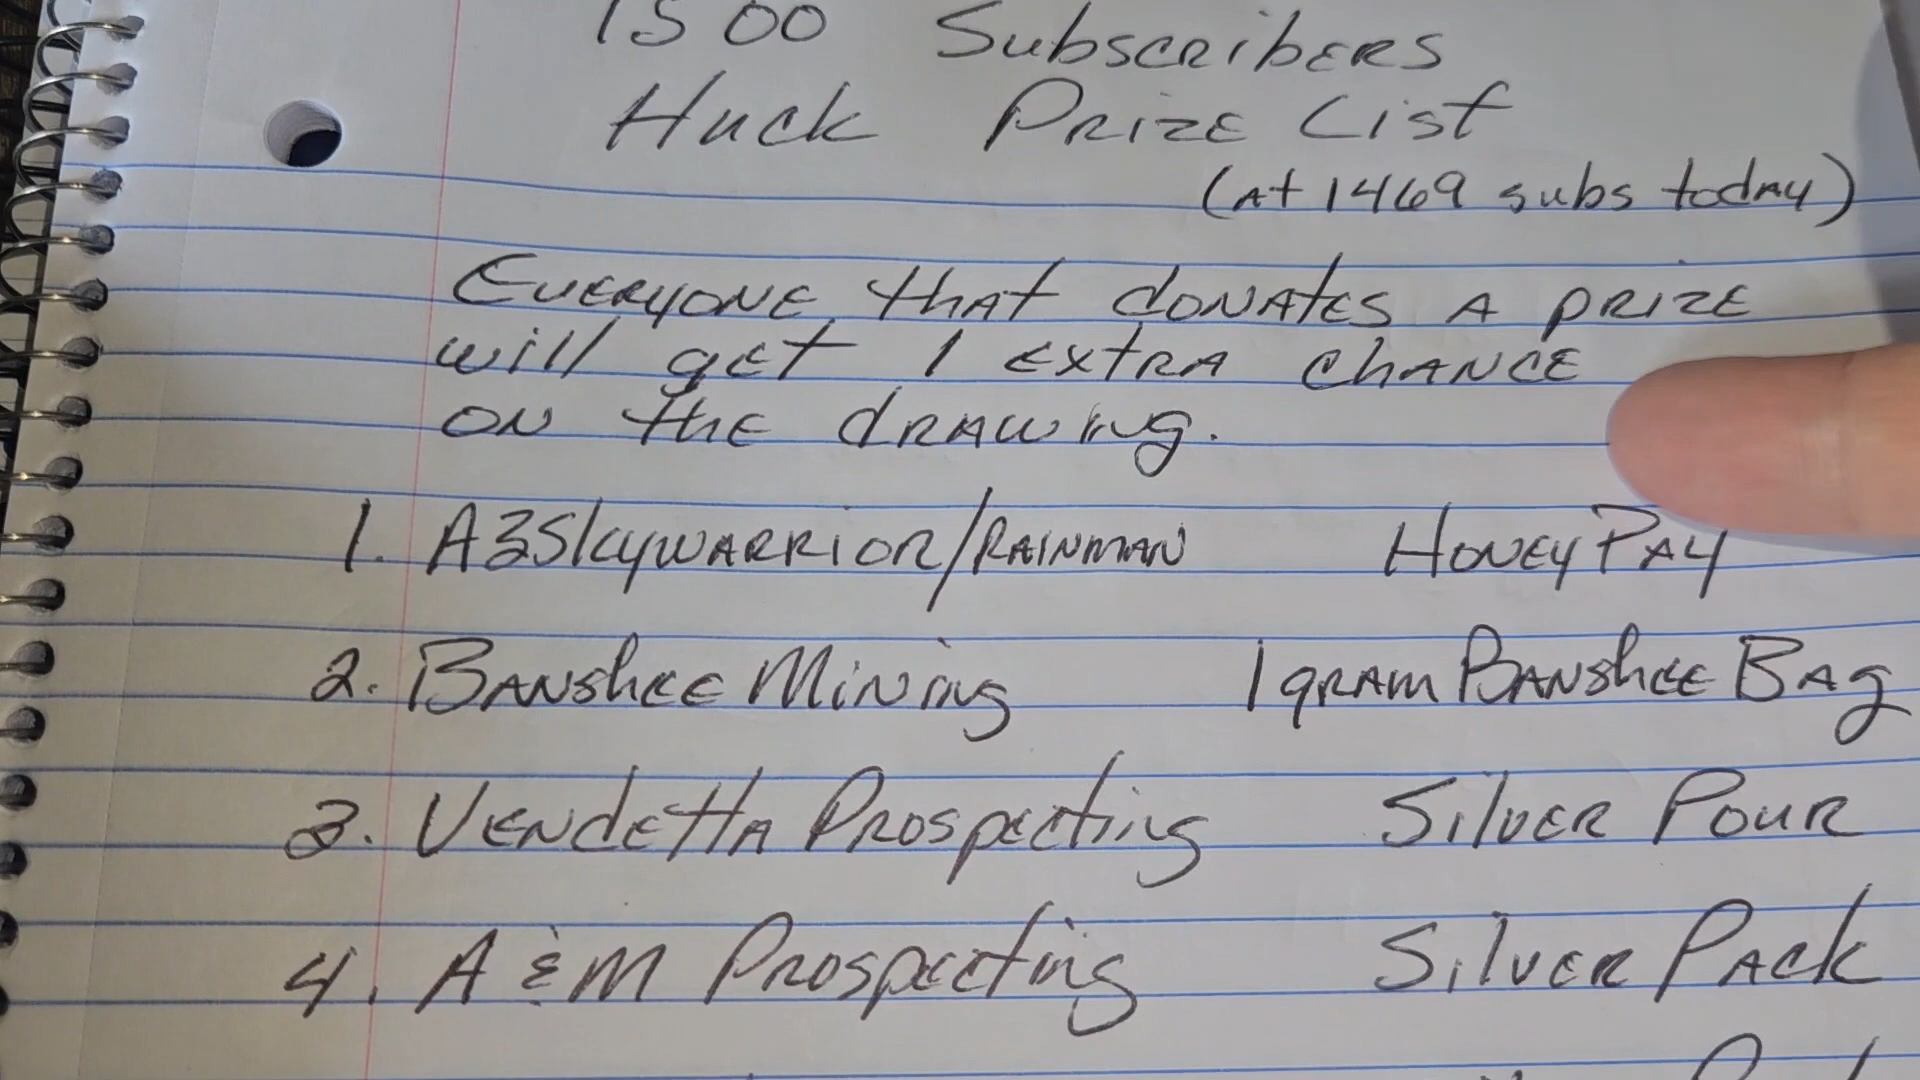 1500 Subscribers
Huck Prize List
(At 1469 subs today)
Everyone that donates a prize
will get 1 extra chance
on the drawing.
1. A3Skywarrior/Rainman HoneyPay
2. Banshee Mining 1 gram Banshee Bag
3. Vendetta Prospecting Silver Pour
4. A & M Prospecting Silver Pack